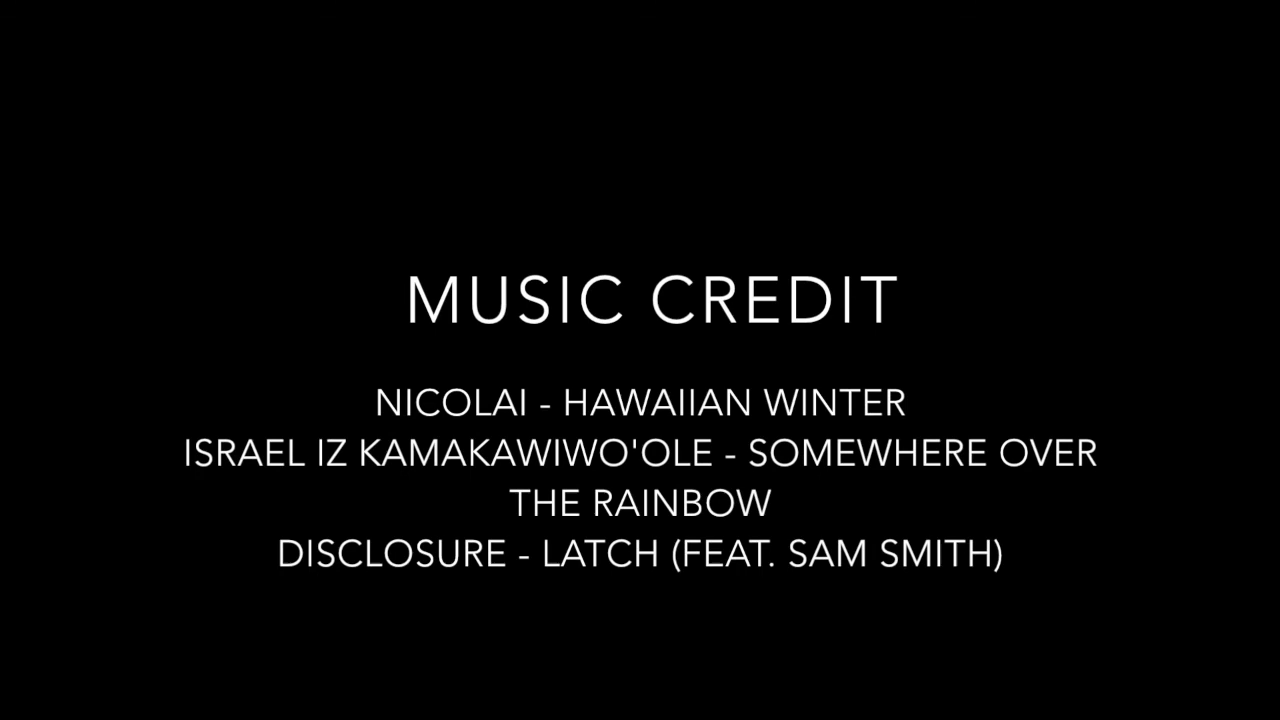 MUSIC CREDIT
NICOLAI - HAWAIIAN WINTER
ISRAEL IZ KAMAKAWIWO'OLE - SOMEWHERE OVER
THE RAINBOW
DISCLOSURE - LATCH (FEAT. SAM SMITH)